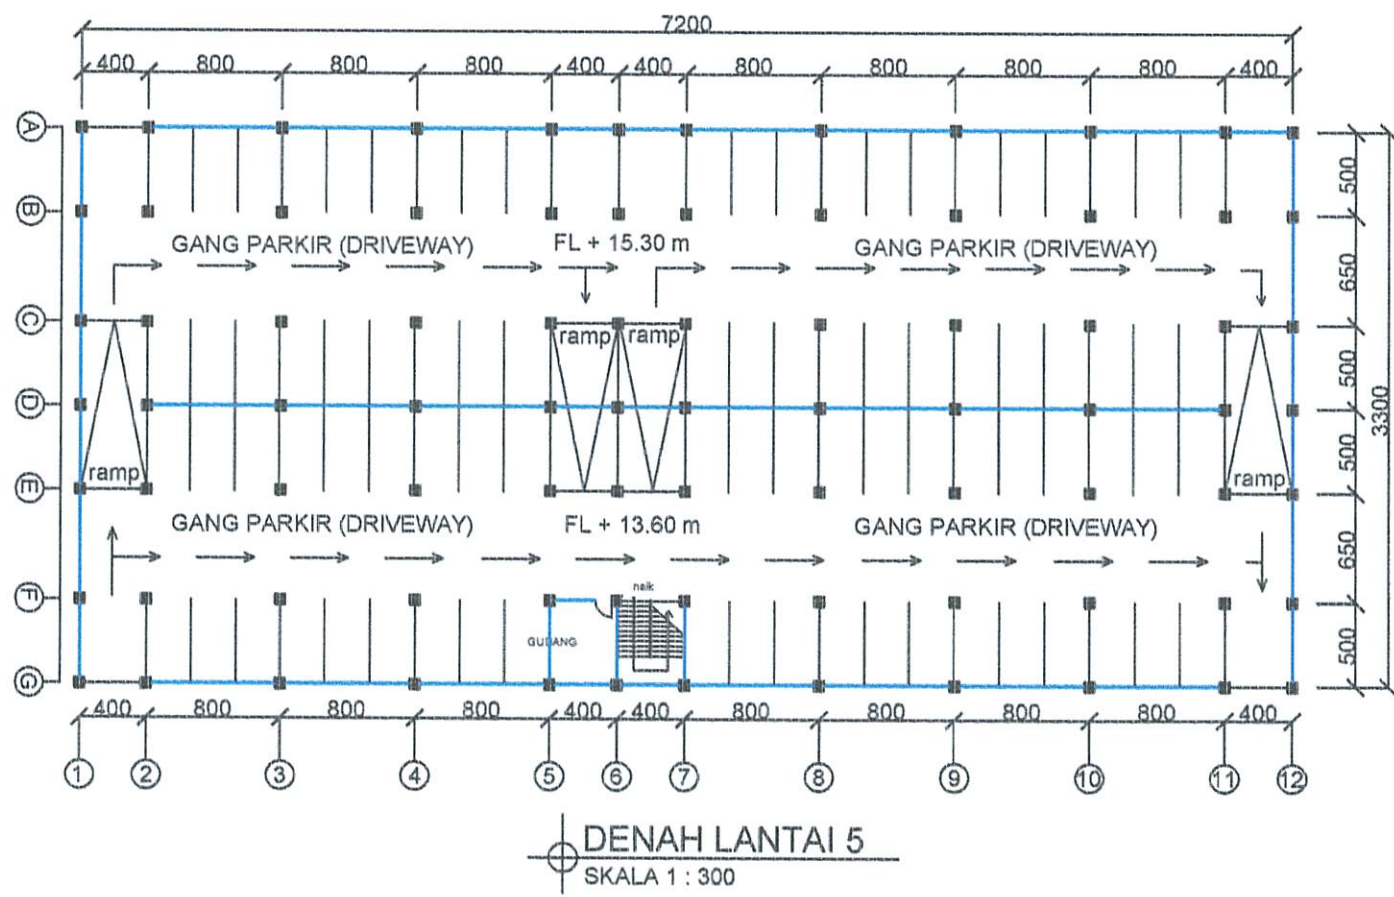 7200
400 800 800 800 400 400 800 800 800 800 400
A
B
C
D
E
F
G
500
650
500
500
650
500
3300
GANG PARKIR (DRIVEWAY) FL + 15.30 m GANG PARKIR (DRIVEWAY)
ramp ramp
ramp ramp
GANG PARKIR (DRIVEWAY) FL + 13.60 m GANG PARKIR (DRIVEWAY)
naik
GUDANG
400 800 800 800 400 400 800 800 800 800 400
1 2 3 4 5 6 7 8 9 10 11 12
DENAH LANTAI 5
SKALA 1 : 300